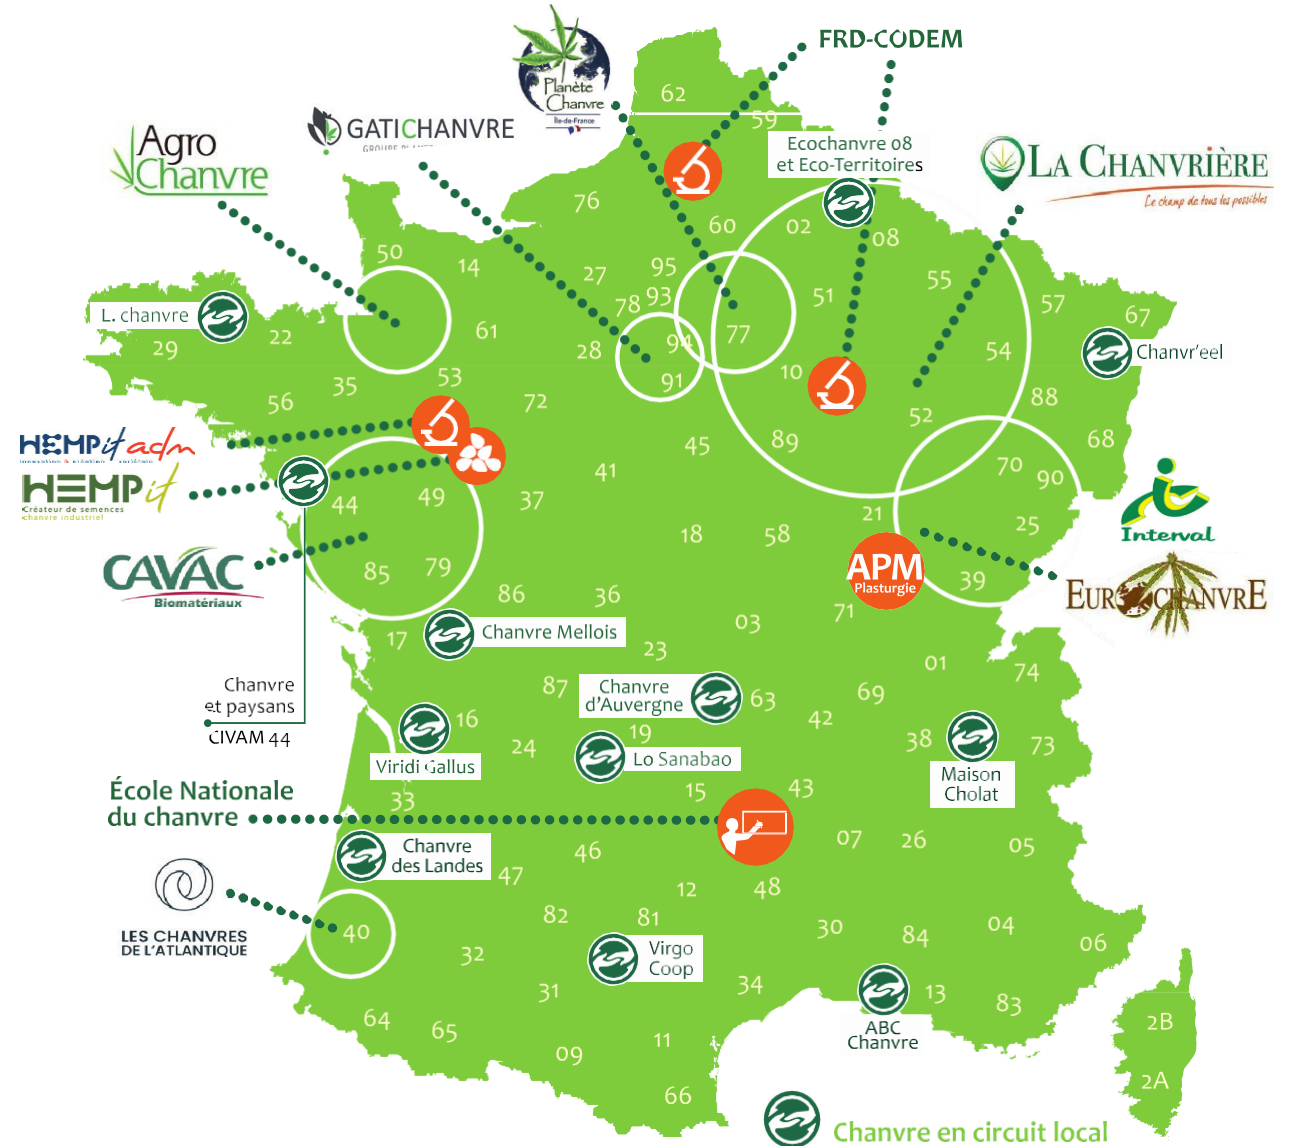 FRD-CODEM
Planète
Chanvre
Île-de-France
GATICHANVRE
Agro
Chanvre
62
59
Ecochanvre 08
et Eco-Territoires
LA CHANVRIÈRE
Le champ de tous les possibles
76
60
02
08
50
14
27
95
55
78
93
51
57
67
L. chanvre
22
61
94
77
29
28
54
Chanvr'eel
35
53
91
10
56
72
52
88
HEMPit adm
45
89
68
HEMPit
Créateur de semences
chanvre industriel
41
70
90
44
49
37
21
25
18
58
Interval
CAVAC
Biomatériaux
85
79
APM
Plasturgie
39
EUROCHANVRE
86
36
71
03
17
Chanvre Mellois
23
01
74
Chanvre
et paysans
CIVAM 44
87
Chanvre
d'Auvergne
63
69
16
42
19
38
73
24
Viridi Gallus
Lo Sanabao
Maison
Cholat
École Nationale
du chanvre
33
15
43
07
26
05
Chanvre
des Landes
46
47
12
48
LES CHANVRES
DE L'ATLANTIQUE
40
82
81
30
84
04
06
32
Virgo
Coop
31
34
13
83
64
65
ABC
Chanvre
11
09
2B
66
2A
Chanvre en circuit local